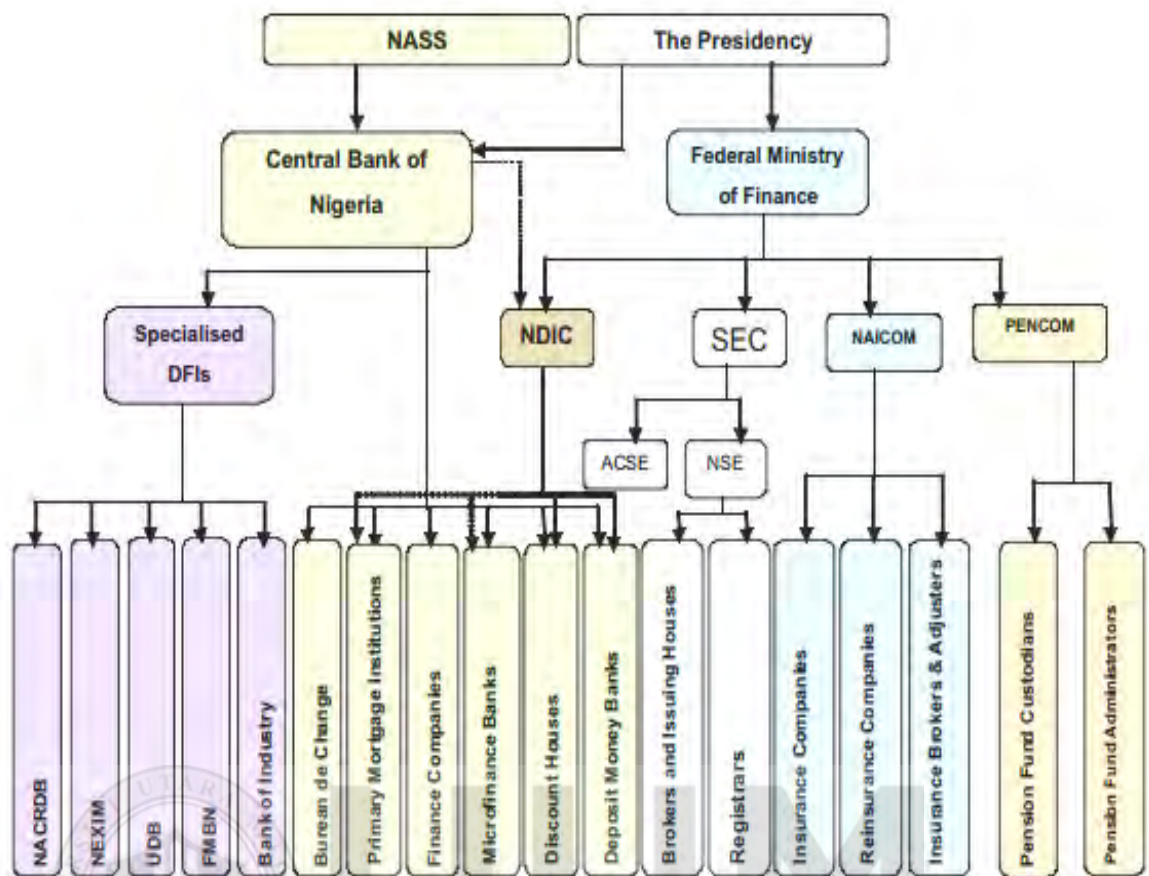 NASS
The Presidency
Central Bank of
Nigeria
Federal Ministry
of Finance
Specialised
DFIs
NDIC
SEC
NAICOM
PENCOM
ACSE
NSE
NACRDB
NEXIM
UDB
FMBN
Bank of Industry
Burean de Change
Primary Mortgage Institutions
Finance Companies
Microfinance Banks
Discount Houses
Deposit Money Banks
Brokers and Issuing Houses
Registrars
Insurance Companies
Reinsurance Companies
Insurance Brokers & Adjusters
Pension Fund Custodians
Pension Fund Administrators
UTAR